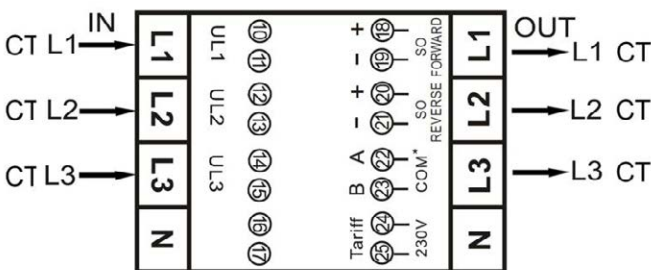 IN
OUT
CT L1
L1
UL1
10
11
+ 18
- 19
SO FORWARD
L1
L1 CT
CT L2
L2
UL2
12
13
+ 20
- 21
SO REVERSE
L2
L2 CT
CT L3
L3
UL3
14
15
A 22
B 23
COM*
L3
L3 CT
N
16
17
Tariff
24
25
230V
N